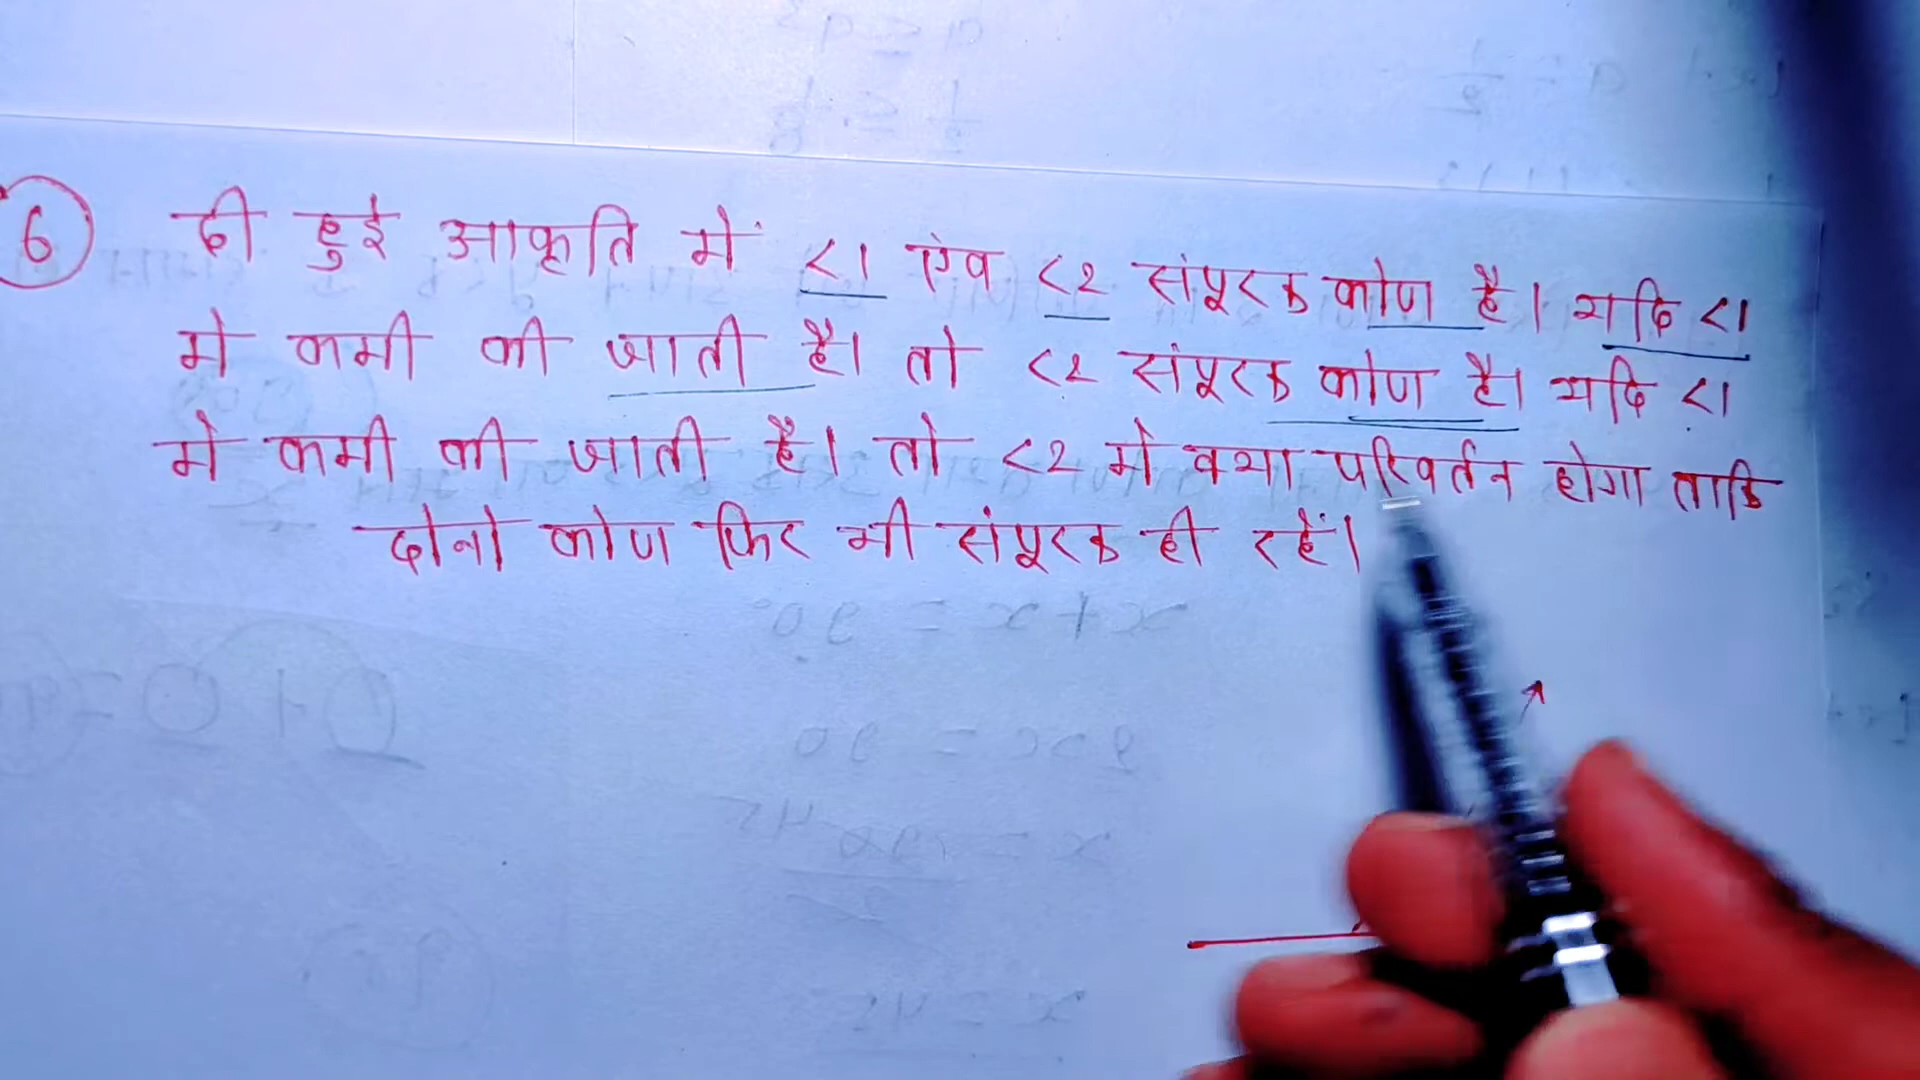 6 दी हुई आकृति में <1 एंव <2 संपूरक कोण है। यदि <1
मे कमी की जाती है। तो <2 संपूरक कोण है। यदि <1
मे कमी की जाती है। तो <2 मे क्या परिवर्तन होगा ताकि
दोनो कोण फिर भी संपूरक ही रहें।